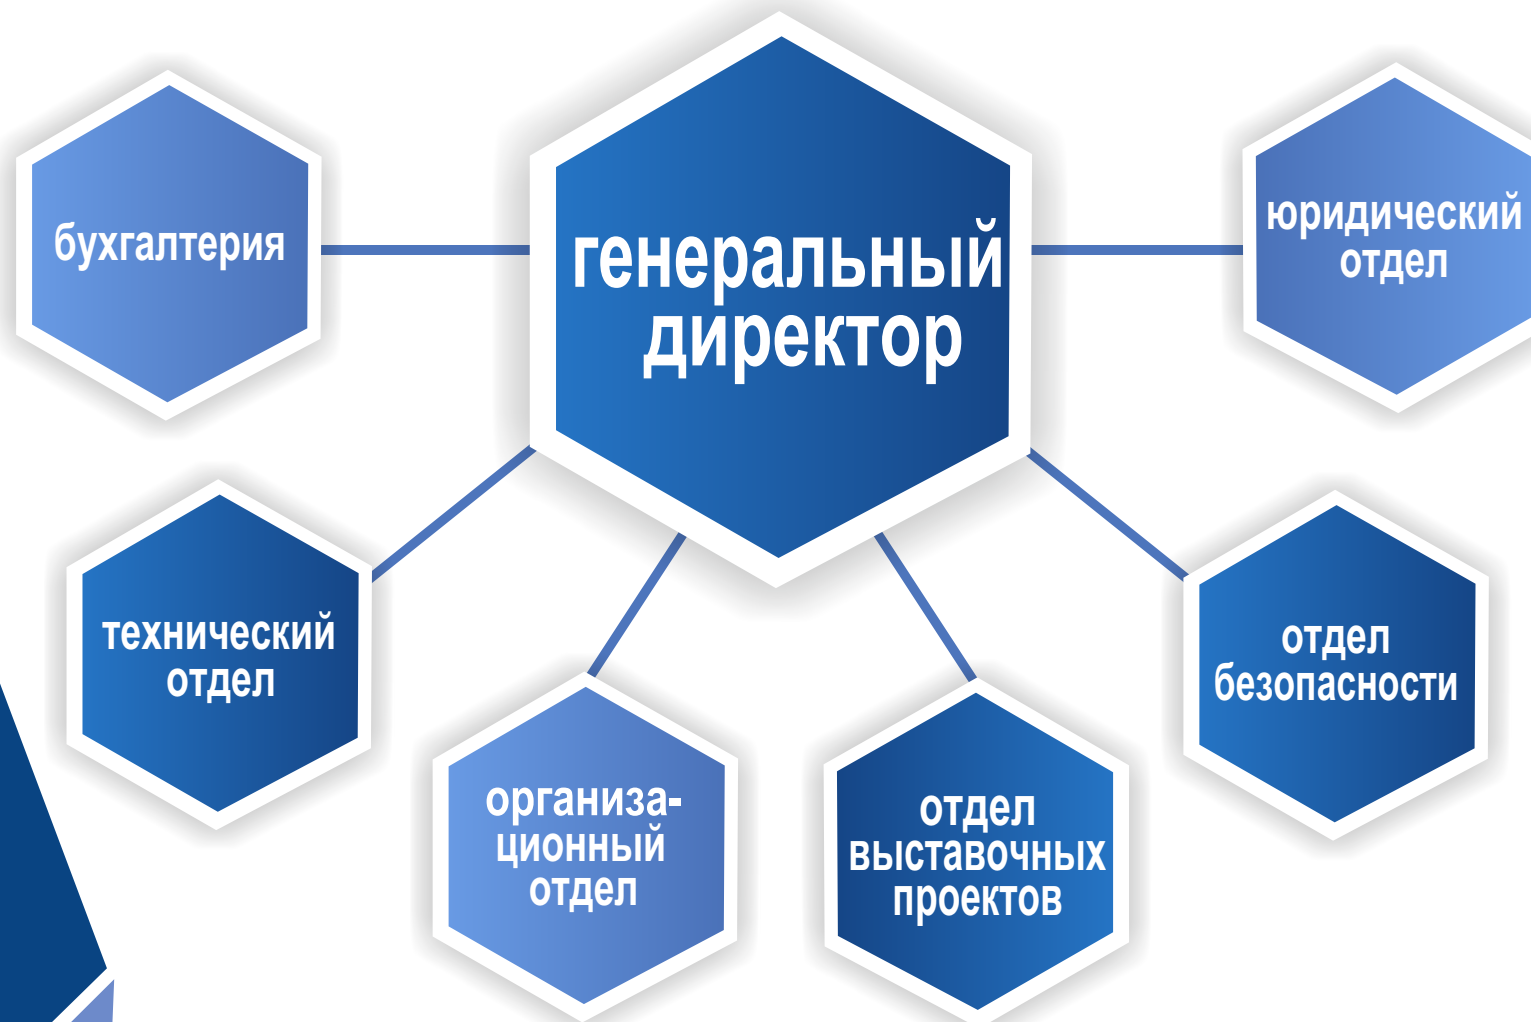 бухгалтерия
генеральный
директор
юридический
отдел
технический
отдел
организа-
ционный
отдел
отдел
выставочных
проектов
отдел
безопасности